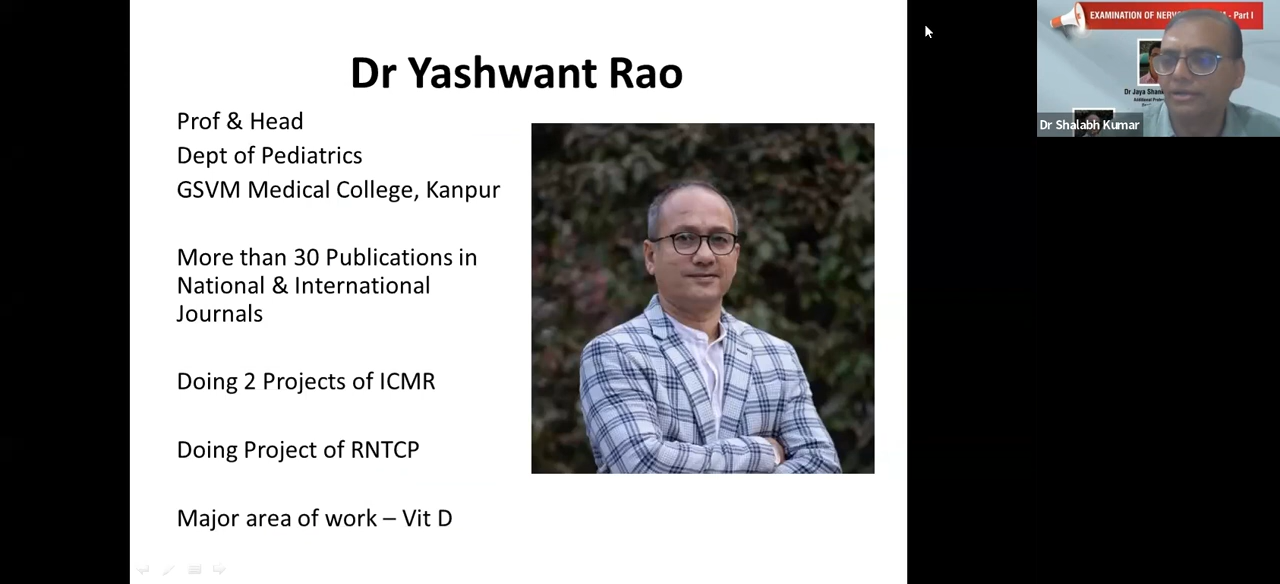 Dr Yashwant Rao
Prof & Head
Dept of Pediatrics
GSVM Medical College, Kanpur
More than 30 Publications in
National & International
Journals
Doing 2 Projects of ICMR
Doing Project of RNTCP
Major area of work – Vit D
EXAMINATION OF - Part I
Dr Jaya
Dr Shalabh Kumar